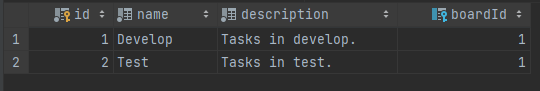 id name description boardId
1 1 Develop Tasks in develop. 1
2 2 Test Tasks in test. 1